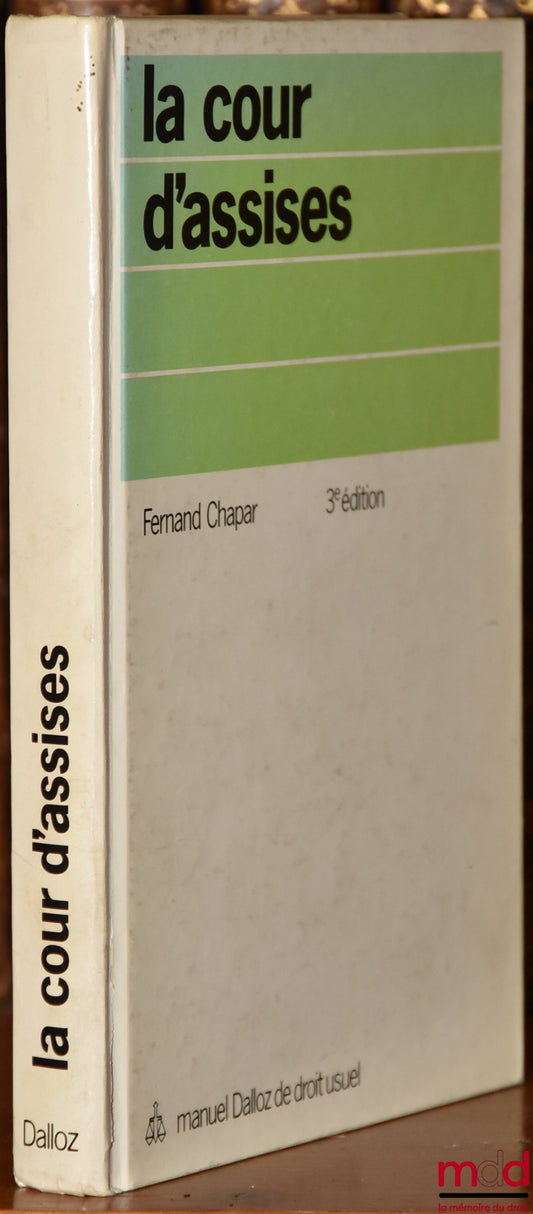 la cour
d'assises
Fernand Chapar
3e édition
manuel Dalloz de droit usuel
la cour d'assises
Dalloz
mdd
la mémoire du droit